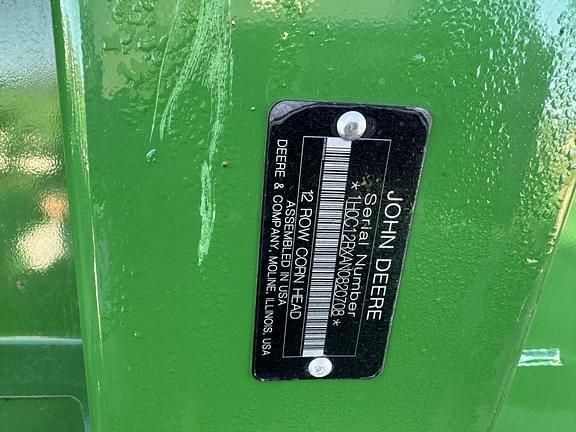 JOHN DEERE
Serial Number
*1H0C12RXAN0820708*
12 ROW CORN HEAD
ASSEMBLED IN USA
DEERE & COMPANY, MOLINE, ILLINOIS, USA